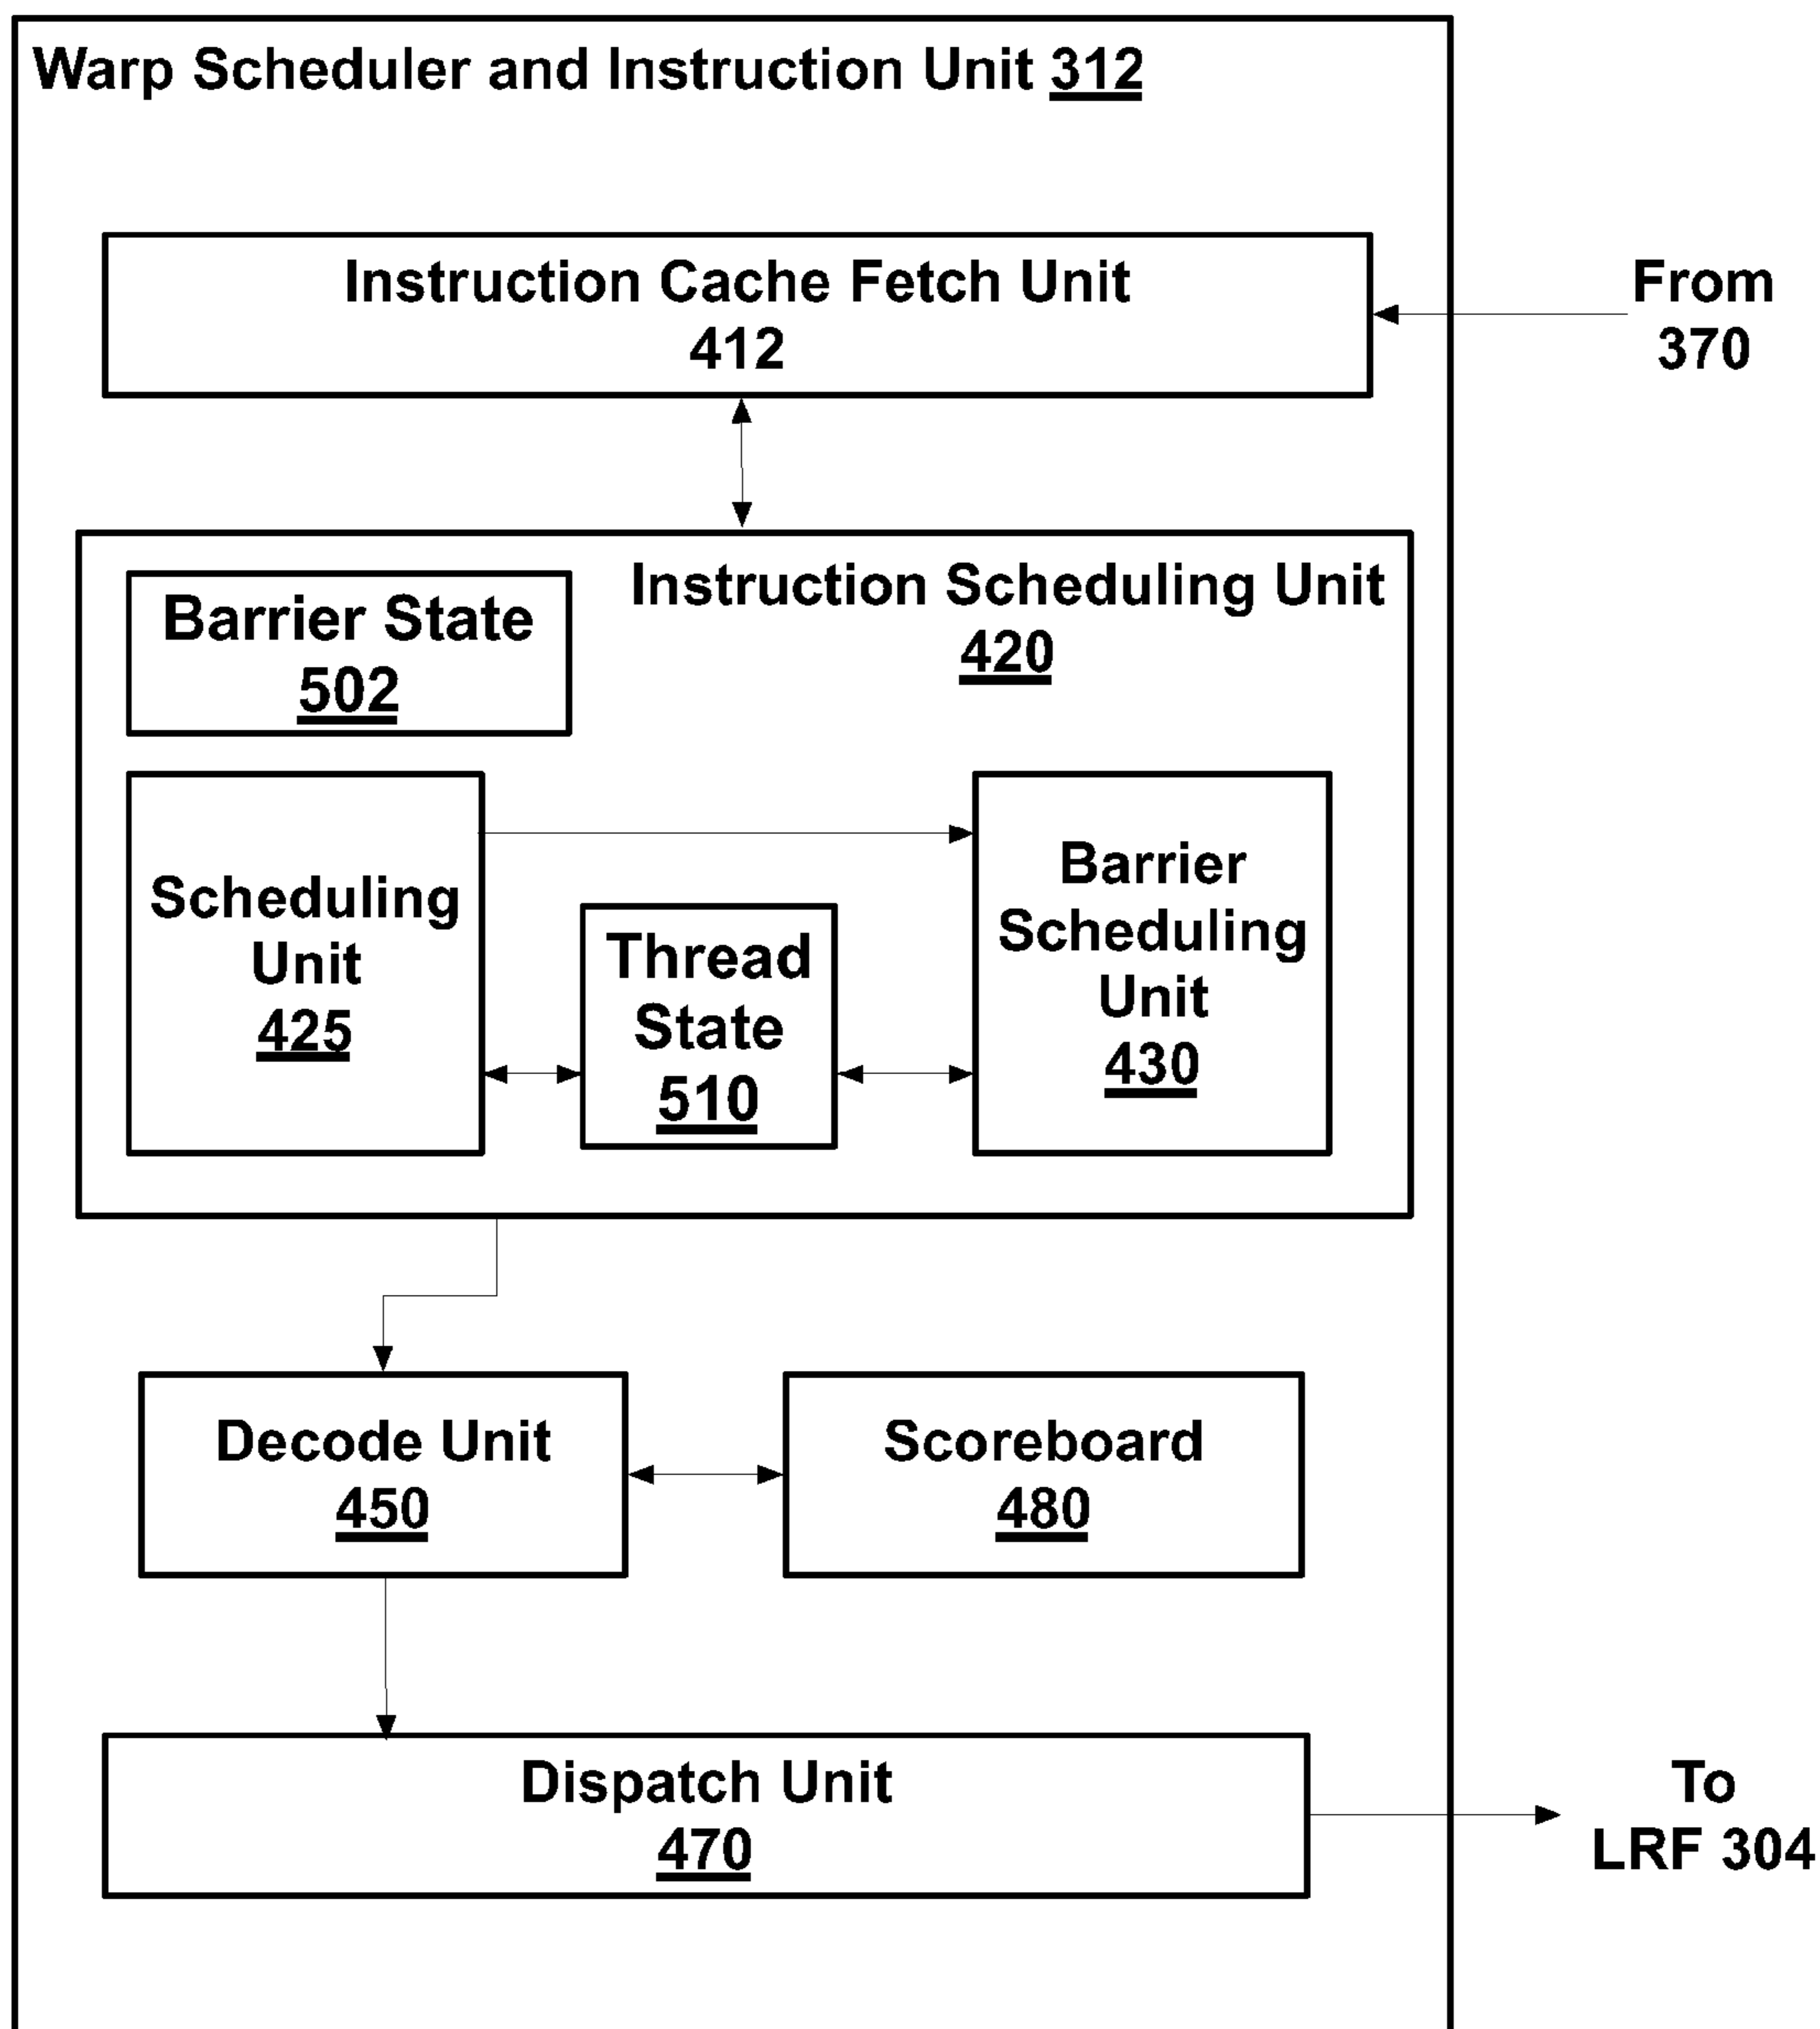 Warp Scheduler and Instruction Unit 312
Instruction Cache Fetch Unit
412
From
370
Instruction Scheduling Unit
420
Barrier State
502
Scheduling
Unit
425
Thread
State
510
Barrier
Scheduling
Unit
430
Decode Unit
450
Scoreboard
480
Dispatch Unit
470
To
LRF 304